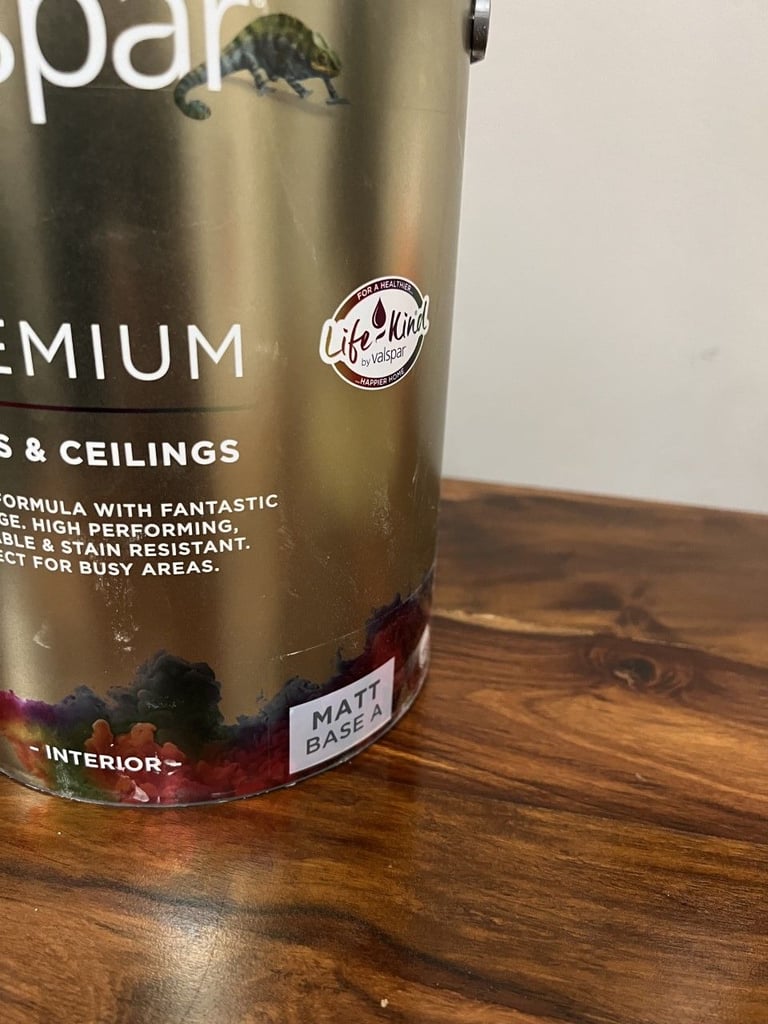 spar
EMIUM
S & CEILINGS
FORMULA WITH FANTASTIC
GE. HIGH PERFORMING,
ABLE & STAIN RESISTANT.
ECT FOR BUSY AREAS.
- INTERIOR -
FOR A HEALTHIER...
Life-Kind
by valspar
...HAPPIER HOME
MATT
BASE A